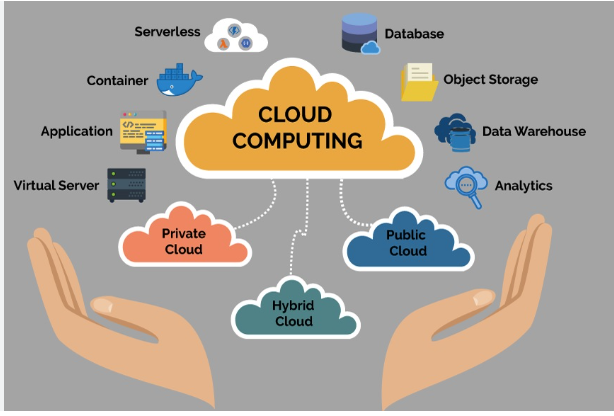 Serverless
Database
Container
Object Storage
CLOUD
COMPUTING
Application
Data Warehouse
Virtual Server
Analytics
Private
Cloud
Public
Cloud
Hybrid
Cloud